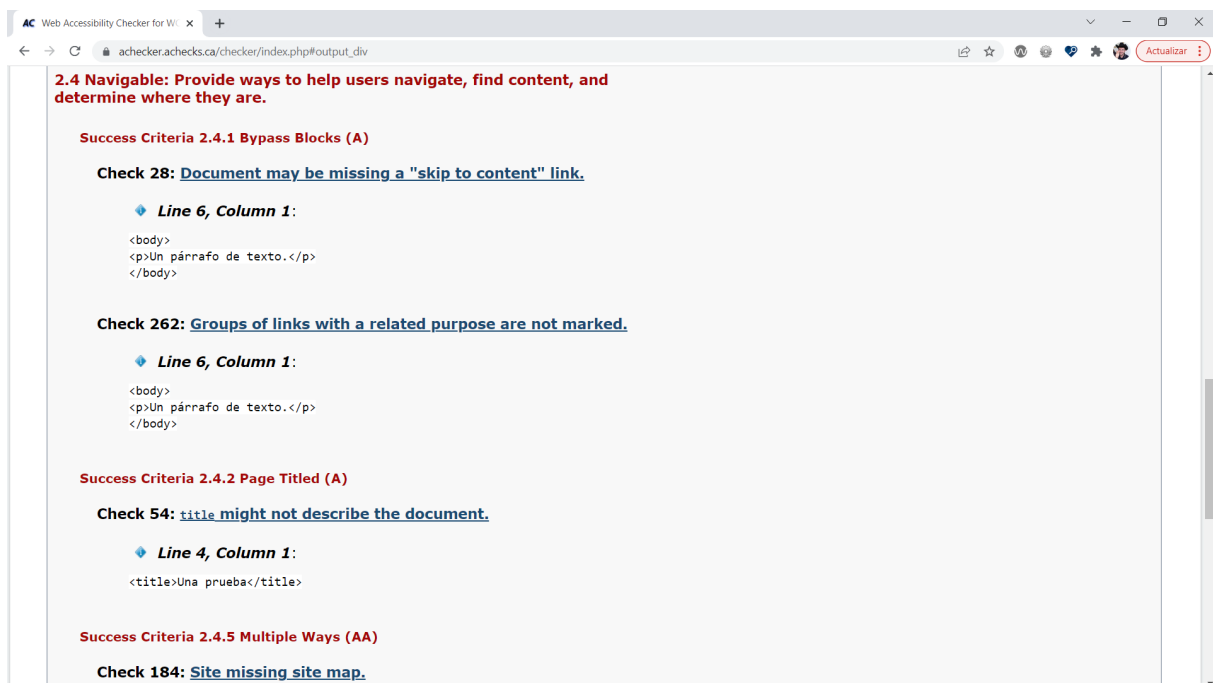 AC Web Accessibility Checker for WC
achecker.achecks.ca/checker/index.php#output_div
Actualizar
2.4 Navigable: Provide ways to help users navigate, find content, and
determine where they are.
Success Criteria 2.4.1 Bypass Blocks (A)
Check 28: Document may be missing a "skip to content" link.
Line 6, Column 1:
<body>
<p>Un párrafo de texto.</p>
</body>
Check 262: Groups of links with a related purpose are not marked.
Line 6, Column 1:
<body>
<p>Un párrafo de texto.</p>
</body>
Success Criteria 2.4.2 Page Titled (A)
Check 54: title might not describe the document.
Line 4, Column 1:
<title>Una prueba</title>
Success Criteria 2.4.5 Multiple Ways (AA)
Check 184: Site missing site map.